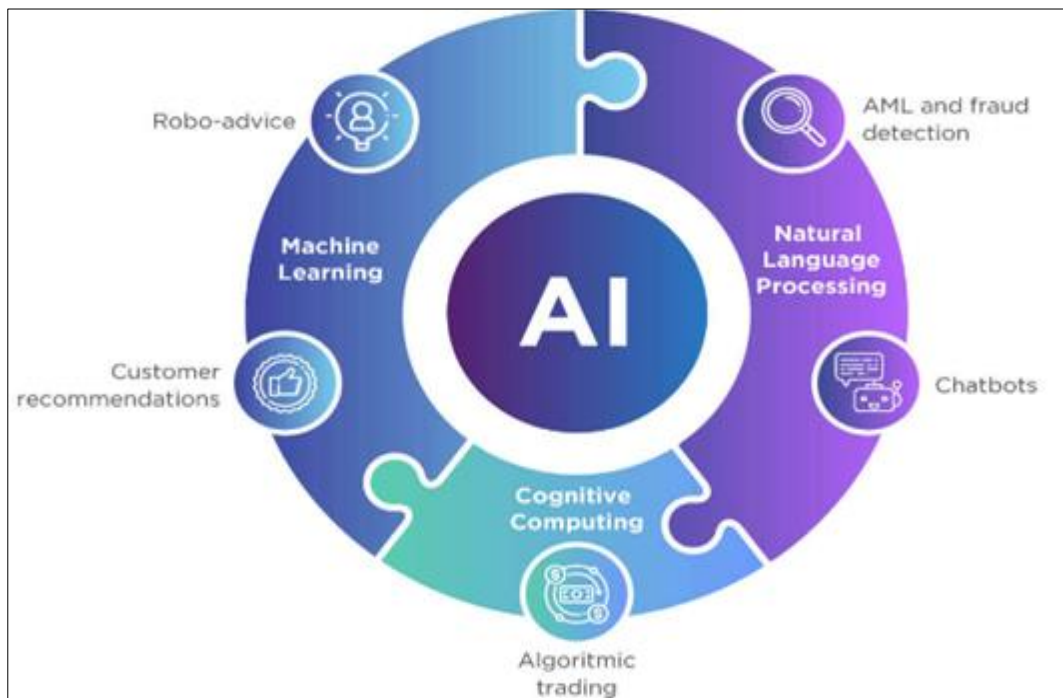 Robo-advice
AML and fraud
detection
Machine
Learning
Natural
Language
Processing
AI
Customer
recommendations
Chatbots
Cognitive
Computing
Algoritmic
trading